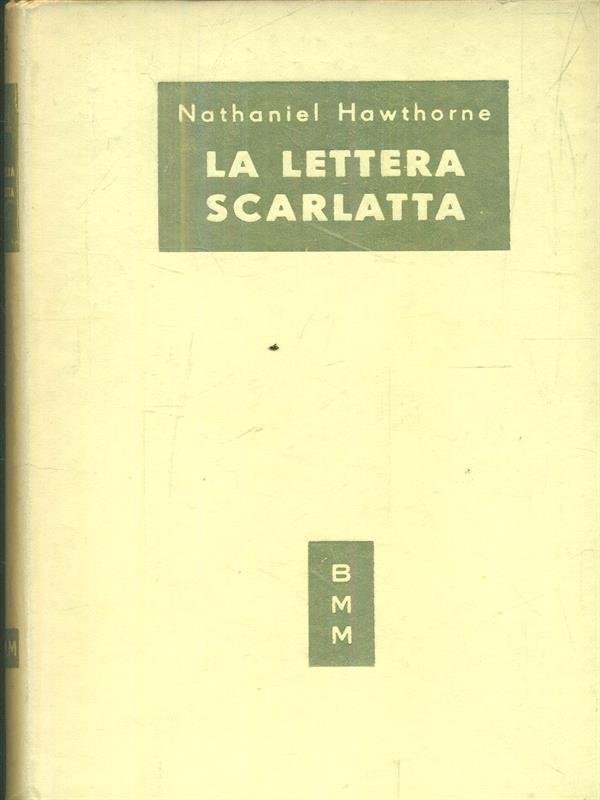 Nathaniel Hawthorne
LA LETTERA
SCARLATTA
B
M
M